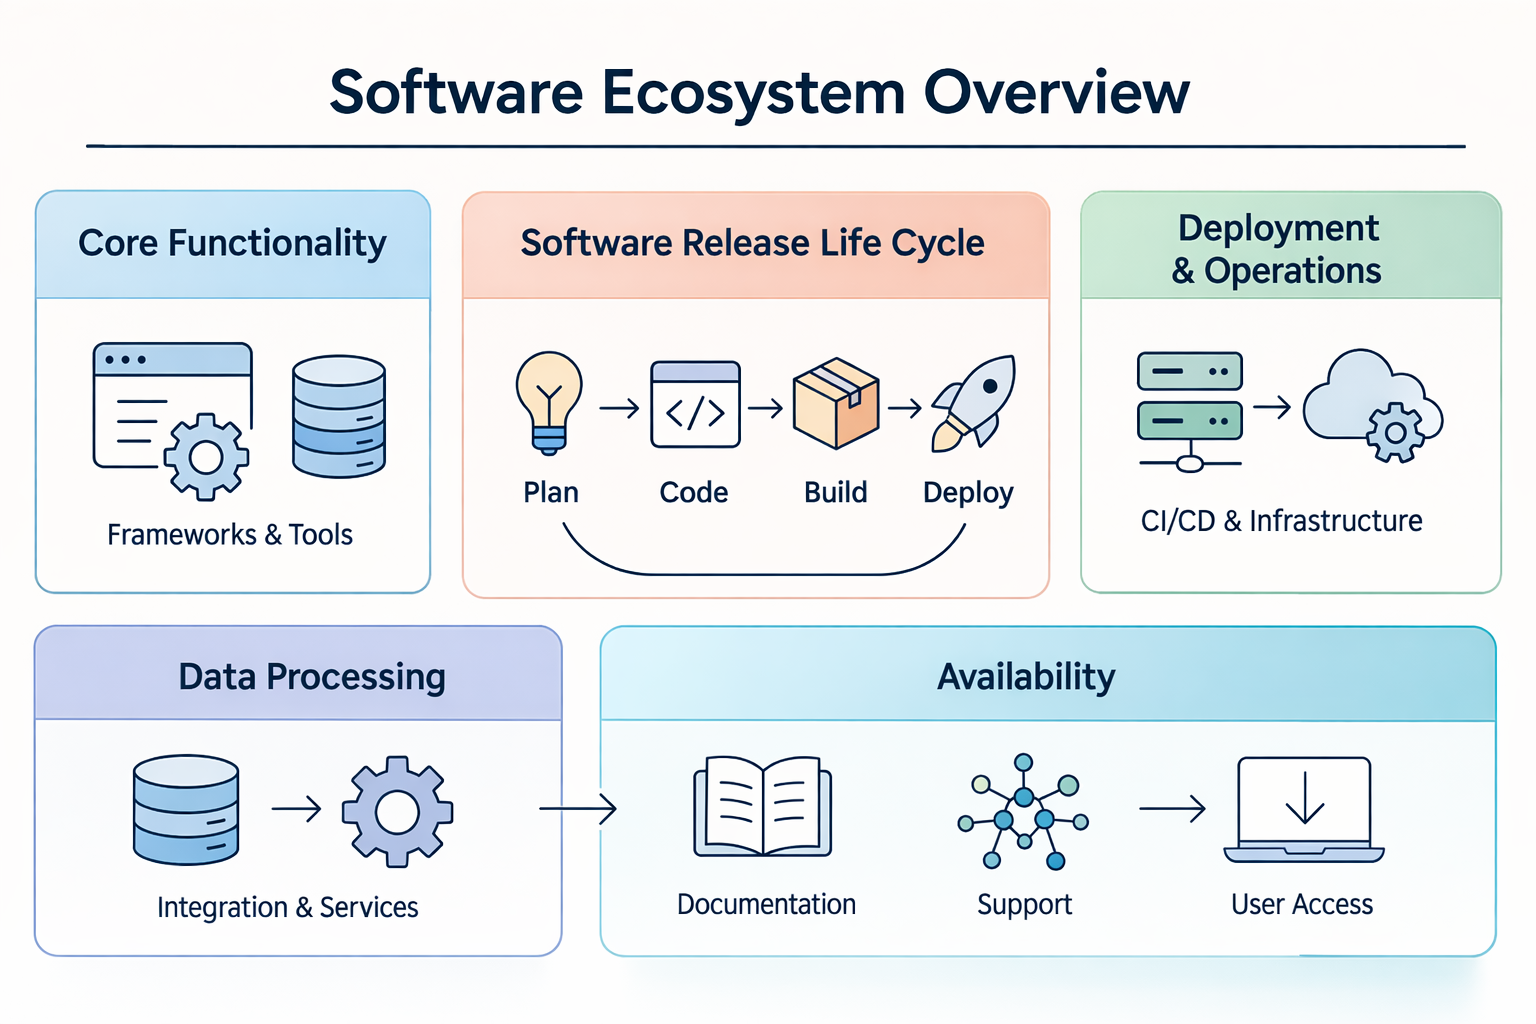 Software Ecosystem Overview
Core Functionality
Frameworks & Tools
Software Release Life Cycle
</>
Plan
Code
Build
Deploy
Deployment
& Operations
CI/CD & Infrastructure
Data Processing
Integration & Services
Availability
Documentation
Support
User Access